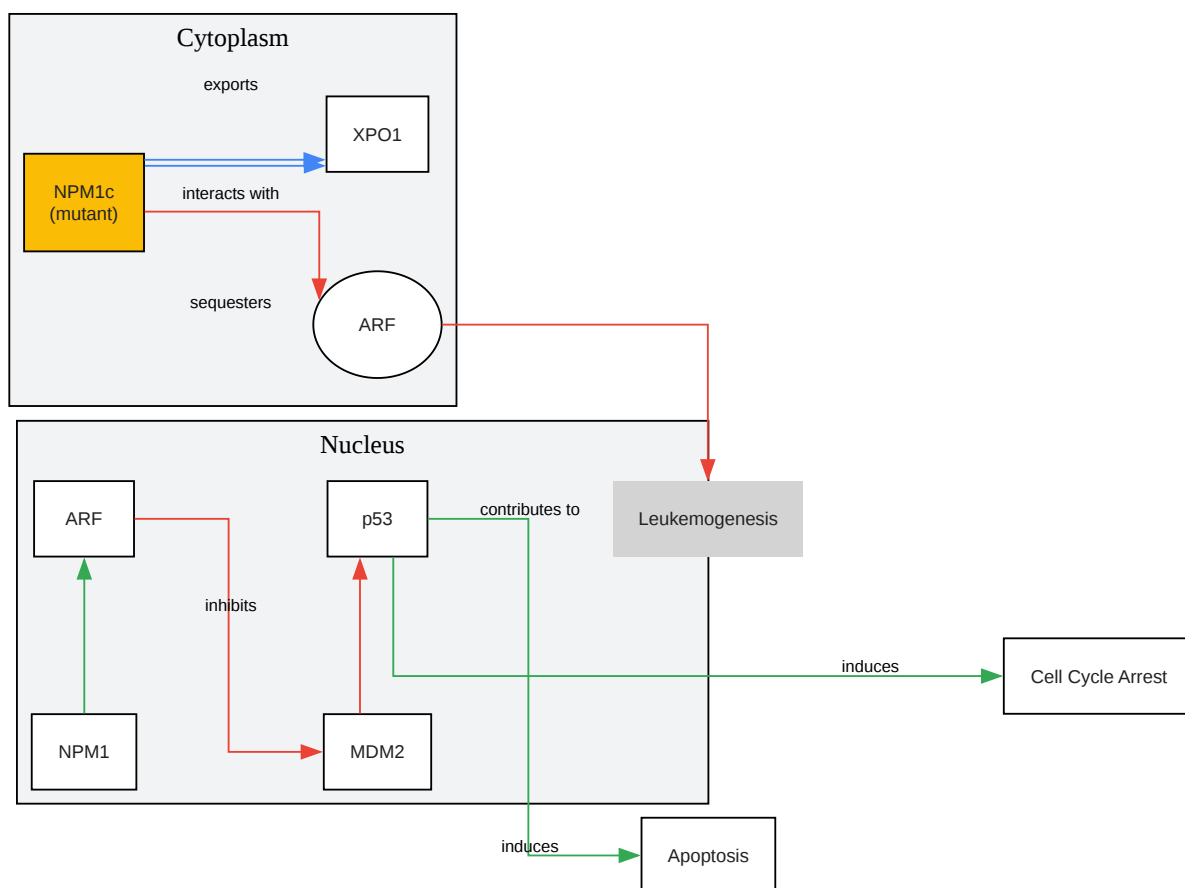 Cytoplasm
exports
XPO1
NPM1c
(mutant)
interacts with
sequesters
ARF
Nucleus
ARF
p53
contributes to
Leukemogenesis
inhibits
induces
Cell Cycle Arrest
NPM1
MDM2
induces
Apoptosis